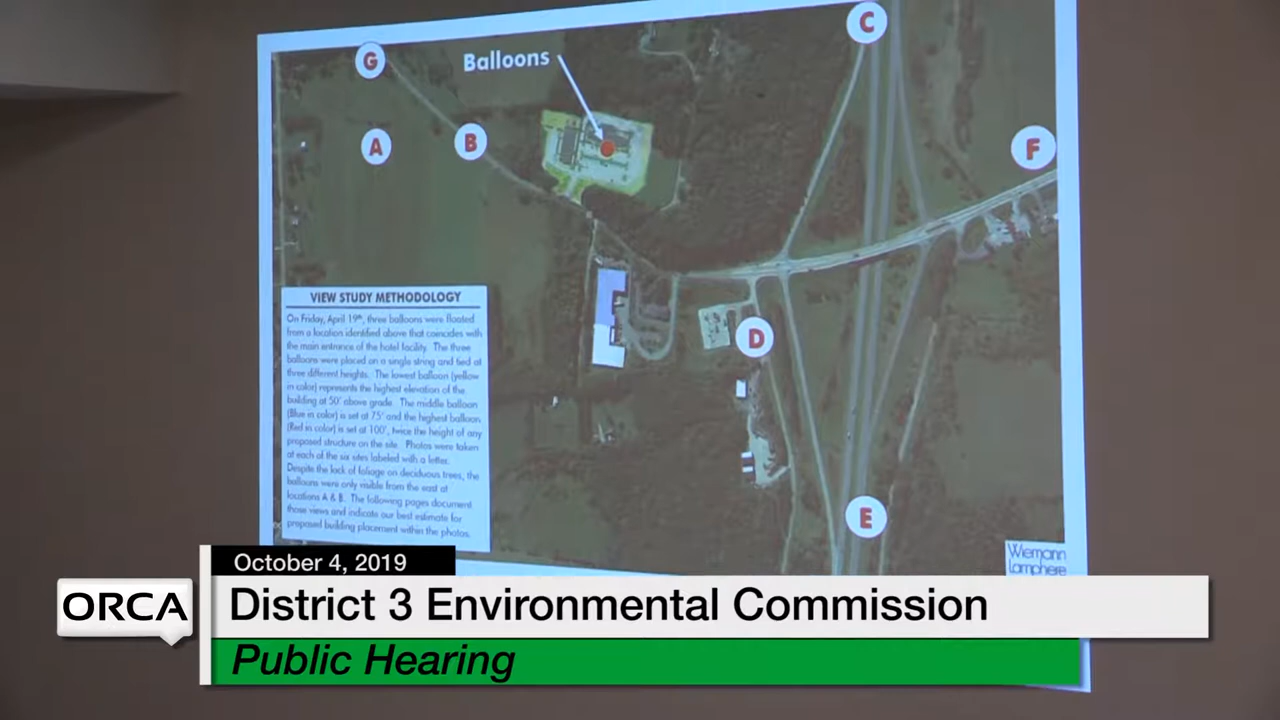 C
G
Balloons
A
B
F
VIEW STUDY METHODOLOGY
On Friday, April 19th, three balloons were floated
from a location identified above that coincides with
the main entrance of the hotel facility. The three
balloons were placed on a single string and tied at
three different heights. The lowest balloon (yellow
in color) represents the highest elevation of the
building at 50' above grade. The middle balloon
(Blue in color) is set at 75' and the highest balloon
(Red in color) is set at 100', twice the height of any
proposed structure on the site. Photos were taken
at each of the six sites labeled with a letter.
Despite the lack of foliage on deciduous trees, the
balloons were only visible from the east at
locations A & B. The following pages document
those views and indicate our best estimate for
proposed building placement within the photos.
D
E
Wiemann
Lamphere
October 4, 2019
ORCA
District 3 Environmental Commission
Public Hearing